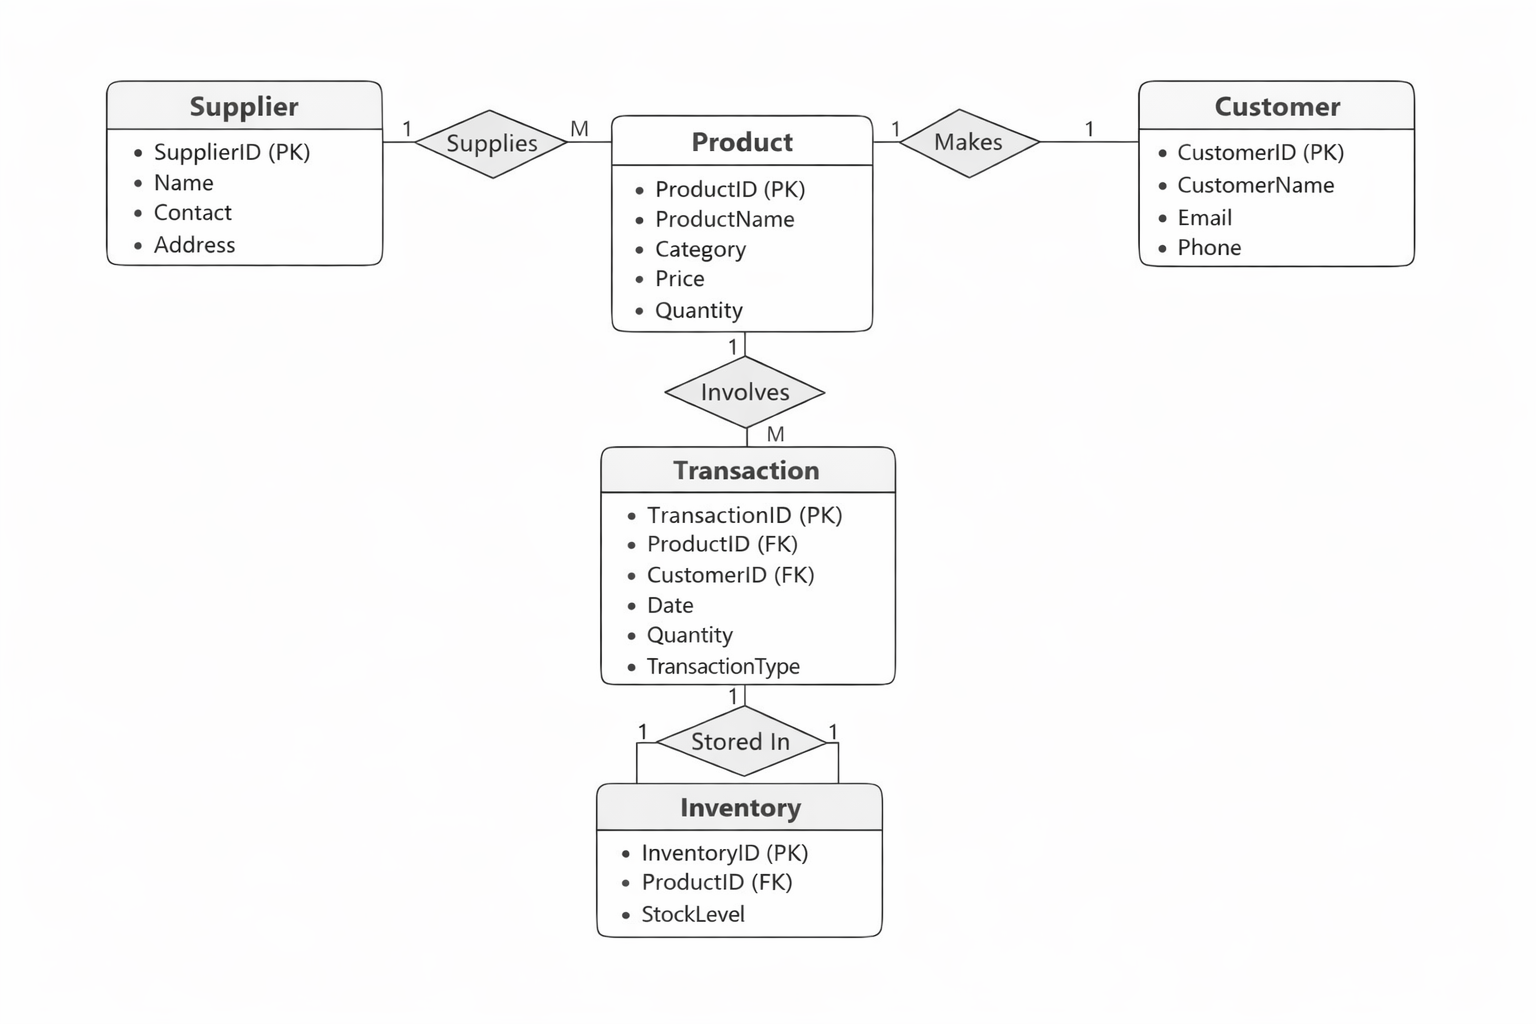 Supplier
• SupplierID (PK)
• Name
• Contact
• Address
1
Supplies
M
Product
• ProductID (PK)
• ProductName
• Category
• Price
• Quantity
1
Makes
1
Customer
• CustomerID (PK)
• CustomerName
• Email
• Phone
1
Involves
M
Transaction
• TransactionID (PK)
• ProductID (FK)
• CustomerID (FK)
• Date
• Quantity
• TransactionType
1
1
Stored In
1
Inventory
• InventoryID (PK)
• ProductID (FK)
• StockLevel